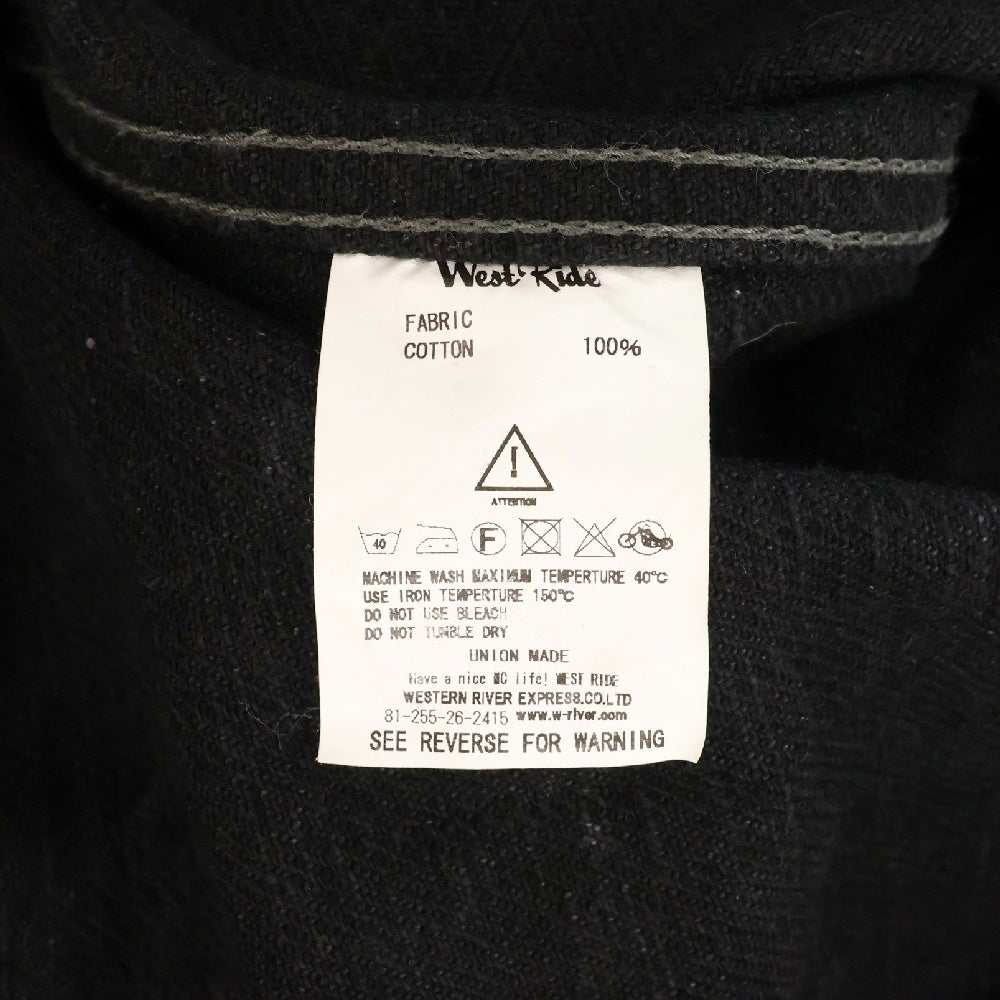 West Ride
FABRIC
COTTON 100%
!
ATTENTION
40 F
MACHINE WASH MAXIMUM TEMPERTURE 40℃
USE IRON TEMPERTURE 150℃
DO NOT USE BLEACH
DO NOT TUMBLE DRY
UNION MADE
Have a nice MC life! WEST RIDE
WESTERN RIVER EXPRESS.CO.LTD
81-255-26-2415 www.w-river.com
SEE REVERSE FOR WARNING